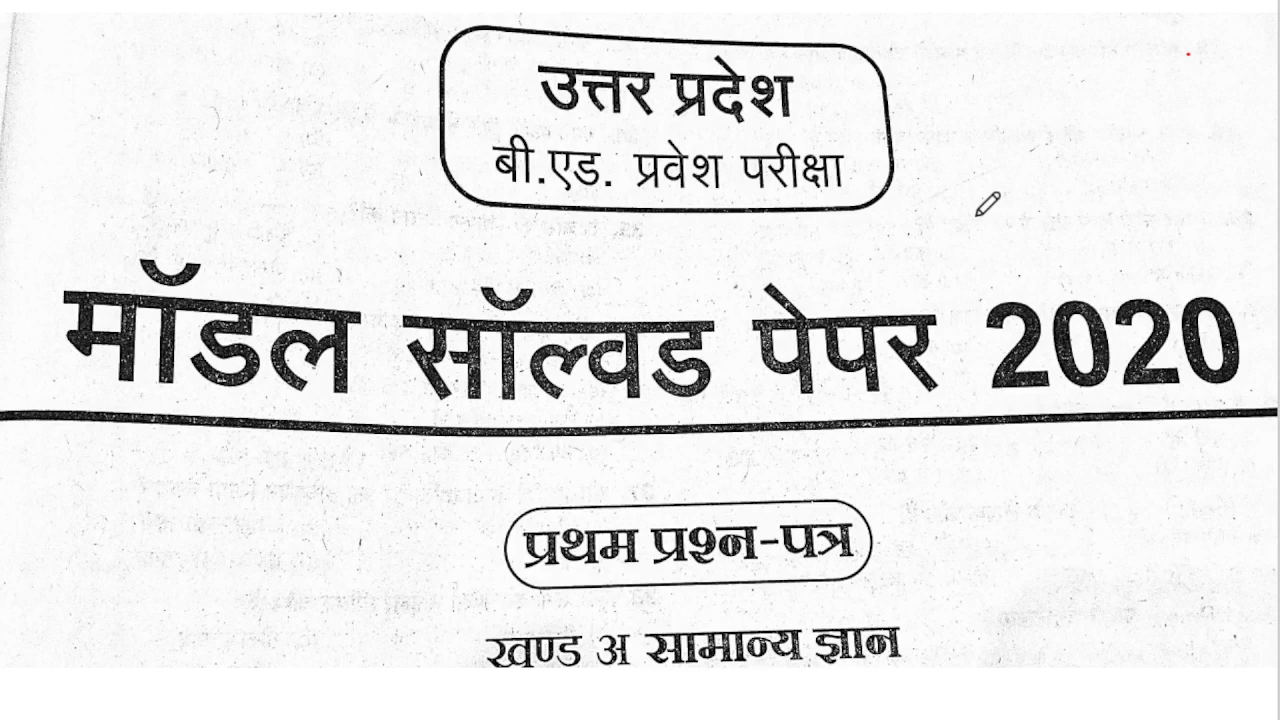 उत्तर प्रदेश
बी.एड. प्रवेश परीक्षा
मॉडल सॉल्वड पेपर 2020
प्रथम प्रश्न-पत्र
खण्ड अ सामान्य ज्ञान